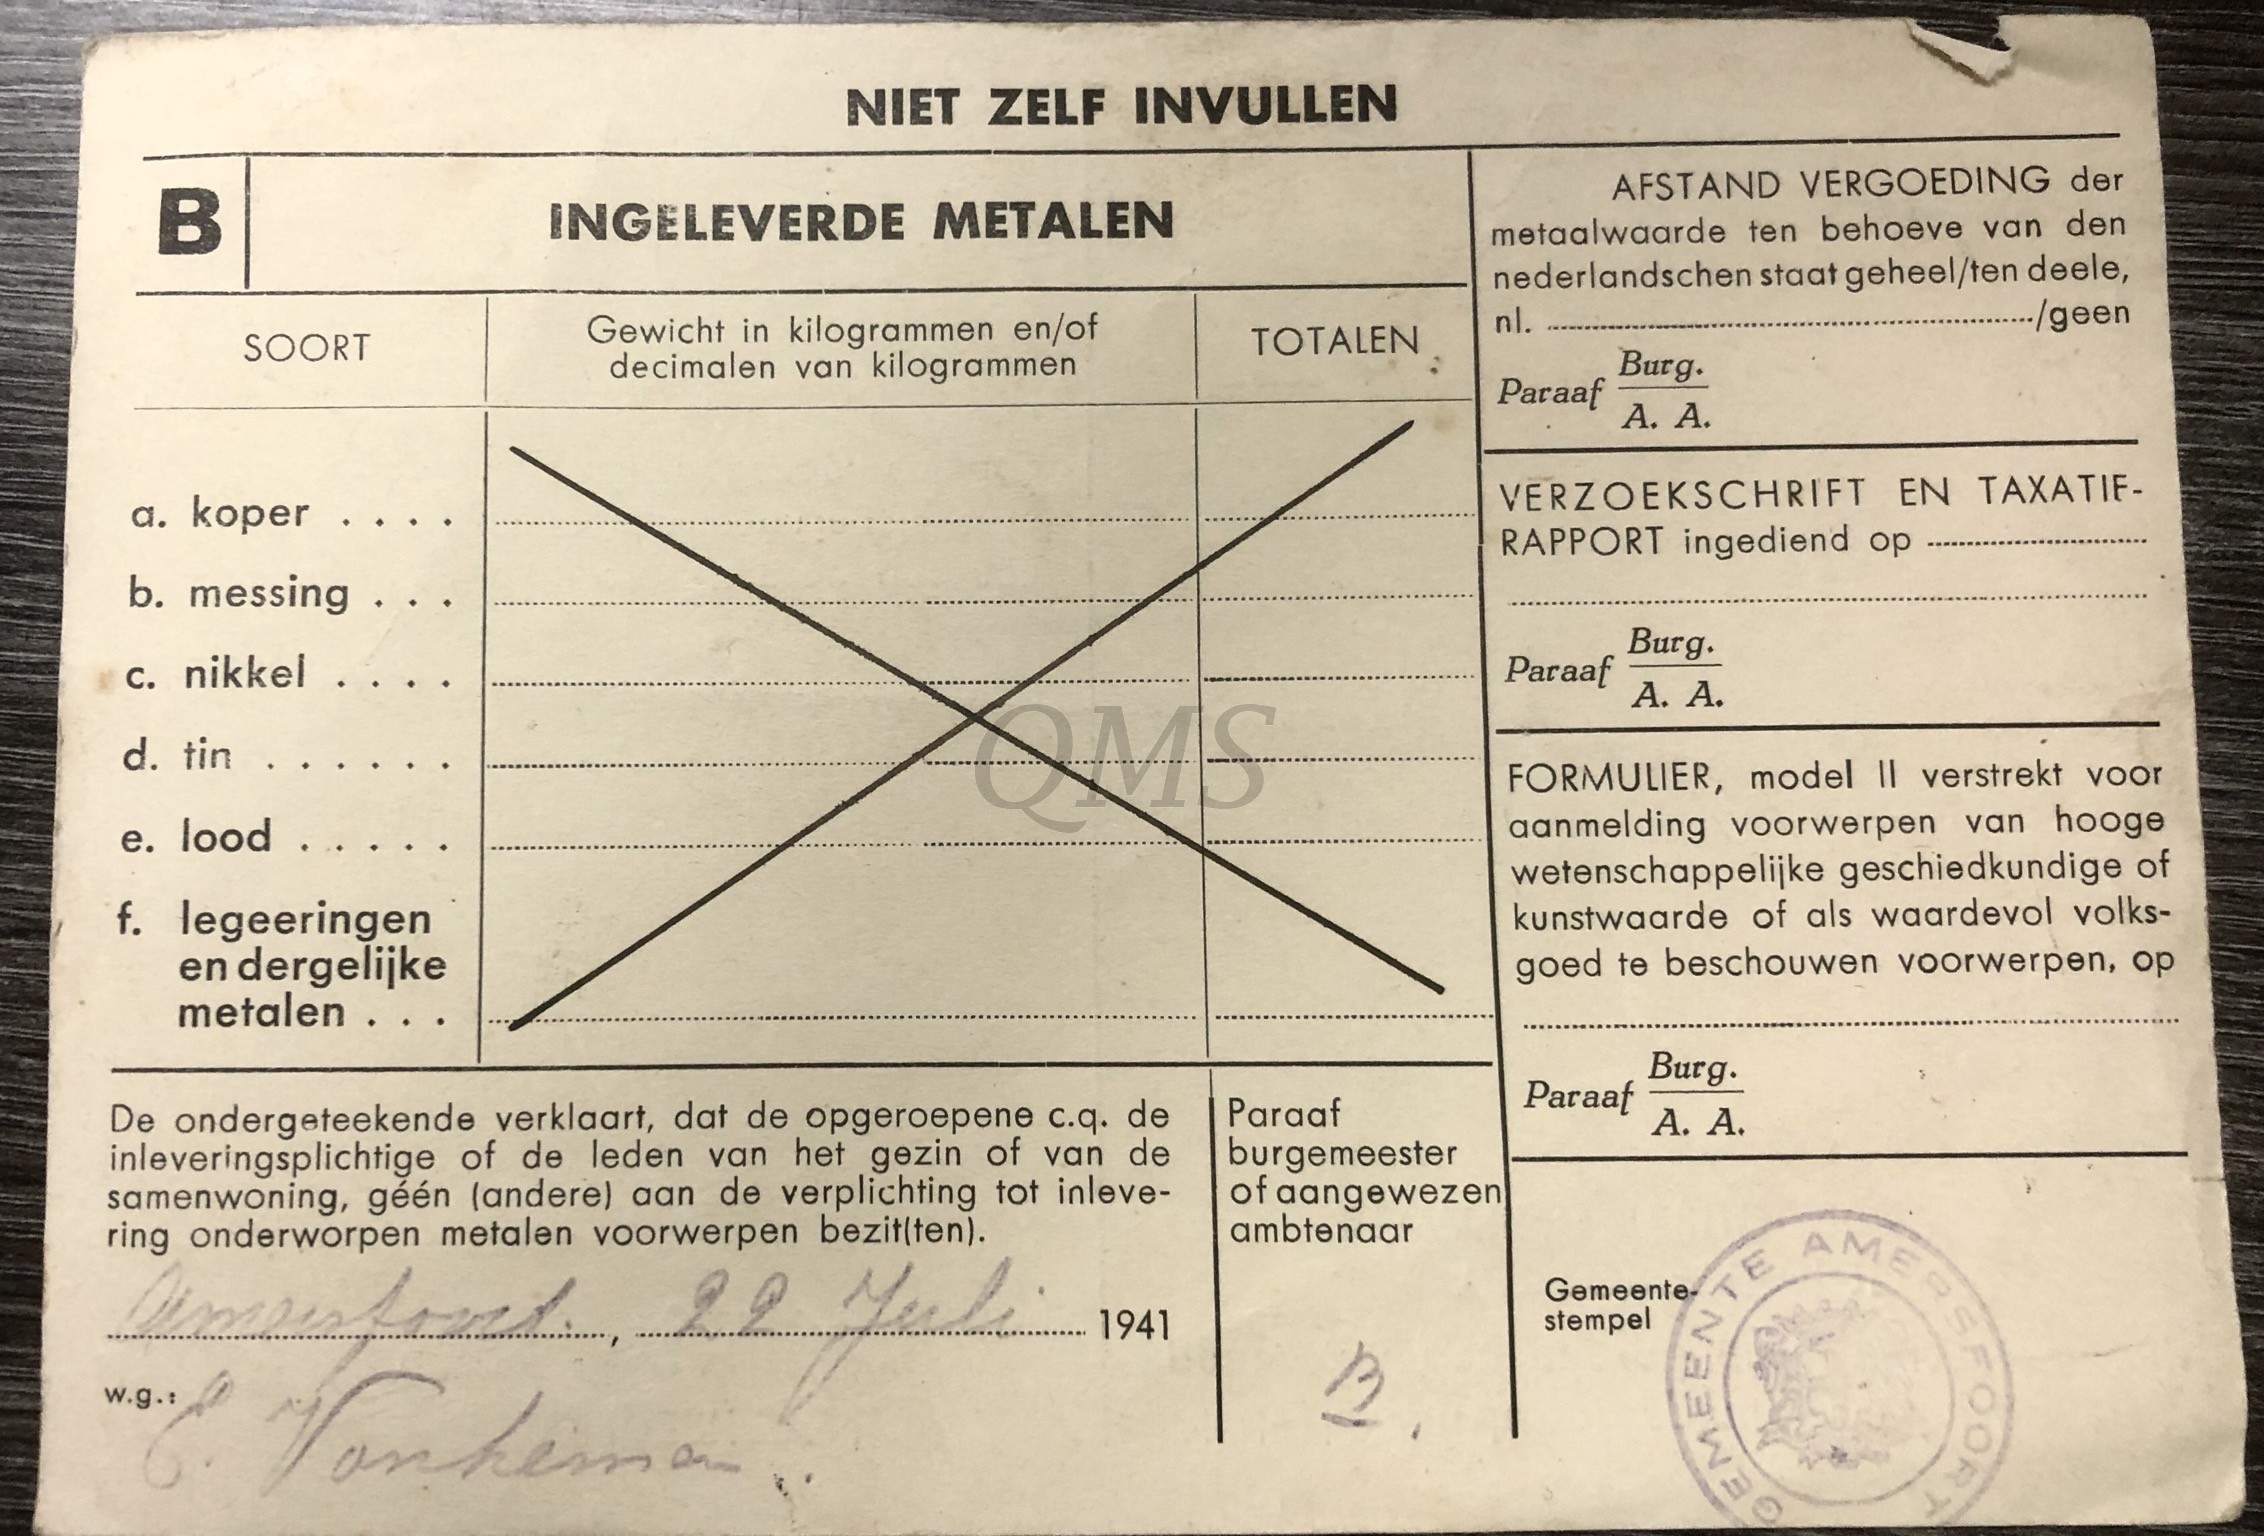 NIET ZELF INVULLEN
B
INGELEVERDE METALEN
SOORT
Gewicht in kilogrammen en/of
decimalen van kilogrammen
TOTALEN
a. koper . . . .
b. messing . . .
c. nikkel . . . .
d. tin . . . . . .
e. lood . . . . .
f. legeeringen
en dergelijke
metalen . . .
QMS
De ondergeteekende verklaart, dat de opgeroepene c.q. de
inleveringsplichtige of de leden van het gezin of van de
samenwoning, géén (andere) aan de verplichting tot inleve-
ring onderworpen metalen voorwerpen bezit(ten).
Amersfoort. , 22 Juli 1941
w.g.: E.
Paraaf
burgemeester
of aangewezen
ambtenaar
B.
AFSTAND VERGOEDING der
metaalwaarde ten behoeve van den
nederlandschen staat geheel/ten deele,
nl. ............ /geen
Paraaf Burg.
A. A.
VERZOEKSCHRIFT EN TAXATIF-
RAPPORT ingediend op ............
Paraaf Burg.
A. A.
FORMULIER, model II verstrekt voor
aanmelding voorwerpen van hooge
wetenschappelijke geschiedkundige of
kunstwaarde of als waardevol volks-
goed te beschouwen voorwerpen, op
Paraaf Burg.
A. A.
Gemeente-
stempel
GEMEENTE AMERSFOORT
GEM